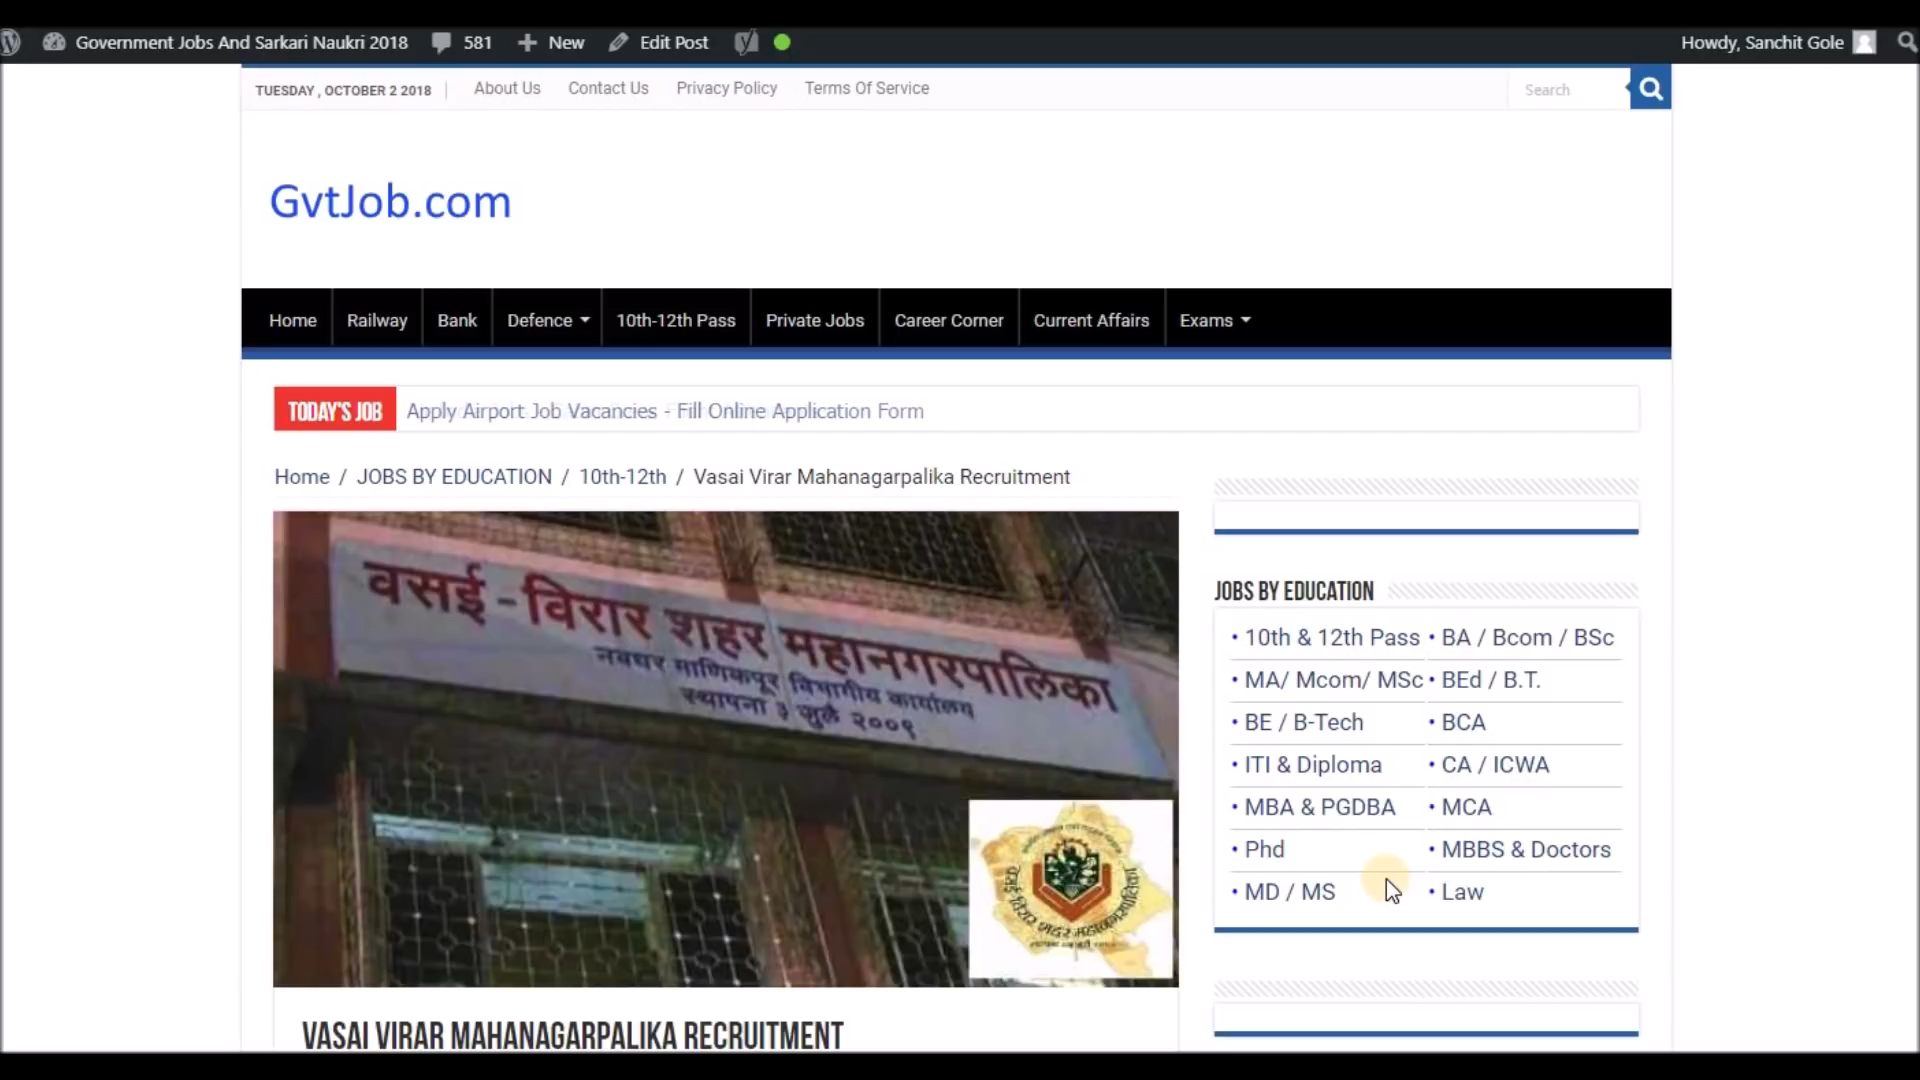 Government Jobs And Sarkari Naukri 2018 581 New Edit Post Howdy, Sanchit Gole
TUESDAY , OCTOBER 2 2018 About Us Contact Us Privacy Policy Terms Of Service Search
GvtJob.com
Home Railway Bank Defence 10th-12th Pass Private Jobs Career Corner Current Affairs Exams
TODAY'S JOB Apply Airport Job Vacancies - Fill Online Application Form
Home / JOBS BY EDUCATION / 10th-12th / Vasai Virar Mahanagarpalika Recruitment
वसई - विरार शहर महानगरपालिका
नवघर माणिकपूर विभागीय कार्यालय
स्थापना ३ जुलै २००९
VASAI VIRAR MAHANAGARPALIKA RECRUITMENT
JOBS BY EDUCATION
• 10th & 12th Pass • BA / Bcom / BSc
• MA/ Mcom/ MSc • BEd / B.T.
• BE / B-Tech • BCA
• ITI & Diploma • CA / ICWA
• MBA & PGDBA • MCA
• Phd • MBBS & Doctors
• MD / MS • Law